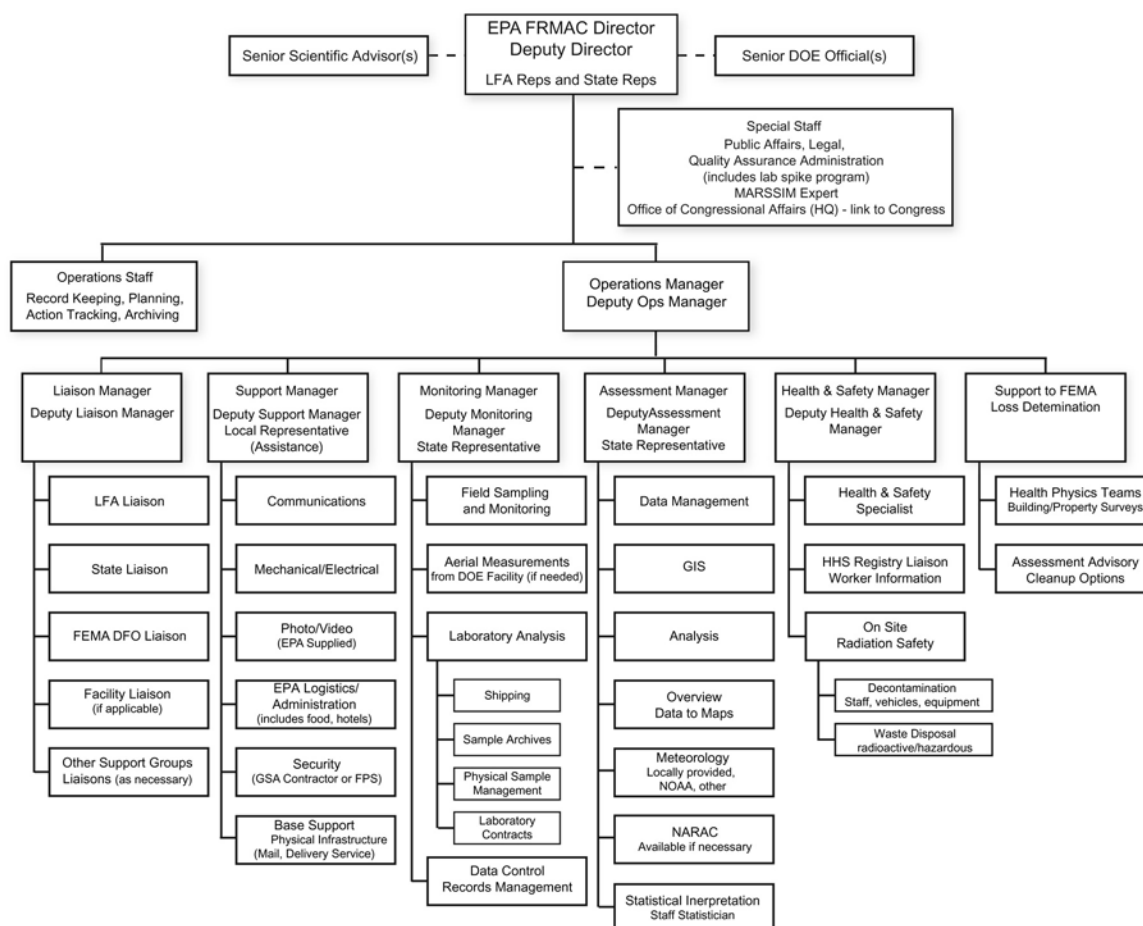 EPA FRMAC Director
Deputy Director
LFA Reps and State Reps
Senior Scientific Advisor(s)
Senior DOE Official(s)
Special Staff
Public Affairs, Legal,
Quality Assurance Administration
(includes lab spike program)
MARSSIM Expert
Office of Congressional Affairs (HQ) - link to Congress
Operations Staff
Record Keeping, Planning,
Action Tracking, Archiving
Operations Manager
Deputy Ops Manager
Liaison Manager
Deputy Liaison Manager
LFA Liaison
State Liaison
FEMA DFO Liaison
Facility Liaison
(if applicable)
Other Support Groups
Liaisons (as necessary)
Support Manager
Deputy Support Manager
Local Representative
(Assistance)
Communications
Mechanical/Electrical
Photo/Video
(EPA Supplied)
EPA Logistics/
Administration
(includes food, hotels)
Security
(GSA Contractor or FPS)
Base Support
Physical Infrastructure
(Mail, Delivery Service)
Monitoring Manager
Deputy Monitoring
Manager
State Representative
Field Sampling
and Monitoring
Aerial Measurements
from DOE Facility (if needed)
Laboratory Analysis
Shipping
Sample Archives
Physical Sample
Management
Laboratory
Contracts
Data Control
Records Management
Assessment Manager
DeputyAssessment
Manager
State Representative
Data Management
GIS
Analysis
Overview
Data to Maps
Meteorology
Locally provided,
NOAA, other
NARAC
Available if necessary
Statistical Inerpretation
Staff Statistician
Health & Safety Manager
Deputy Health & Safety
Manager
Health & Safety
Specialist
HHS Registry Liaison
Worker Information
On Site
Radiation Safety
Decontamination
Staff, vehicles, equipment
Waste Disposal
radioactive/hazardous
Support to FEMA
Loss Detemination
Health Physics Teams
Building/Property Surveys
Assessment Advisory
Cleanup Options